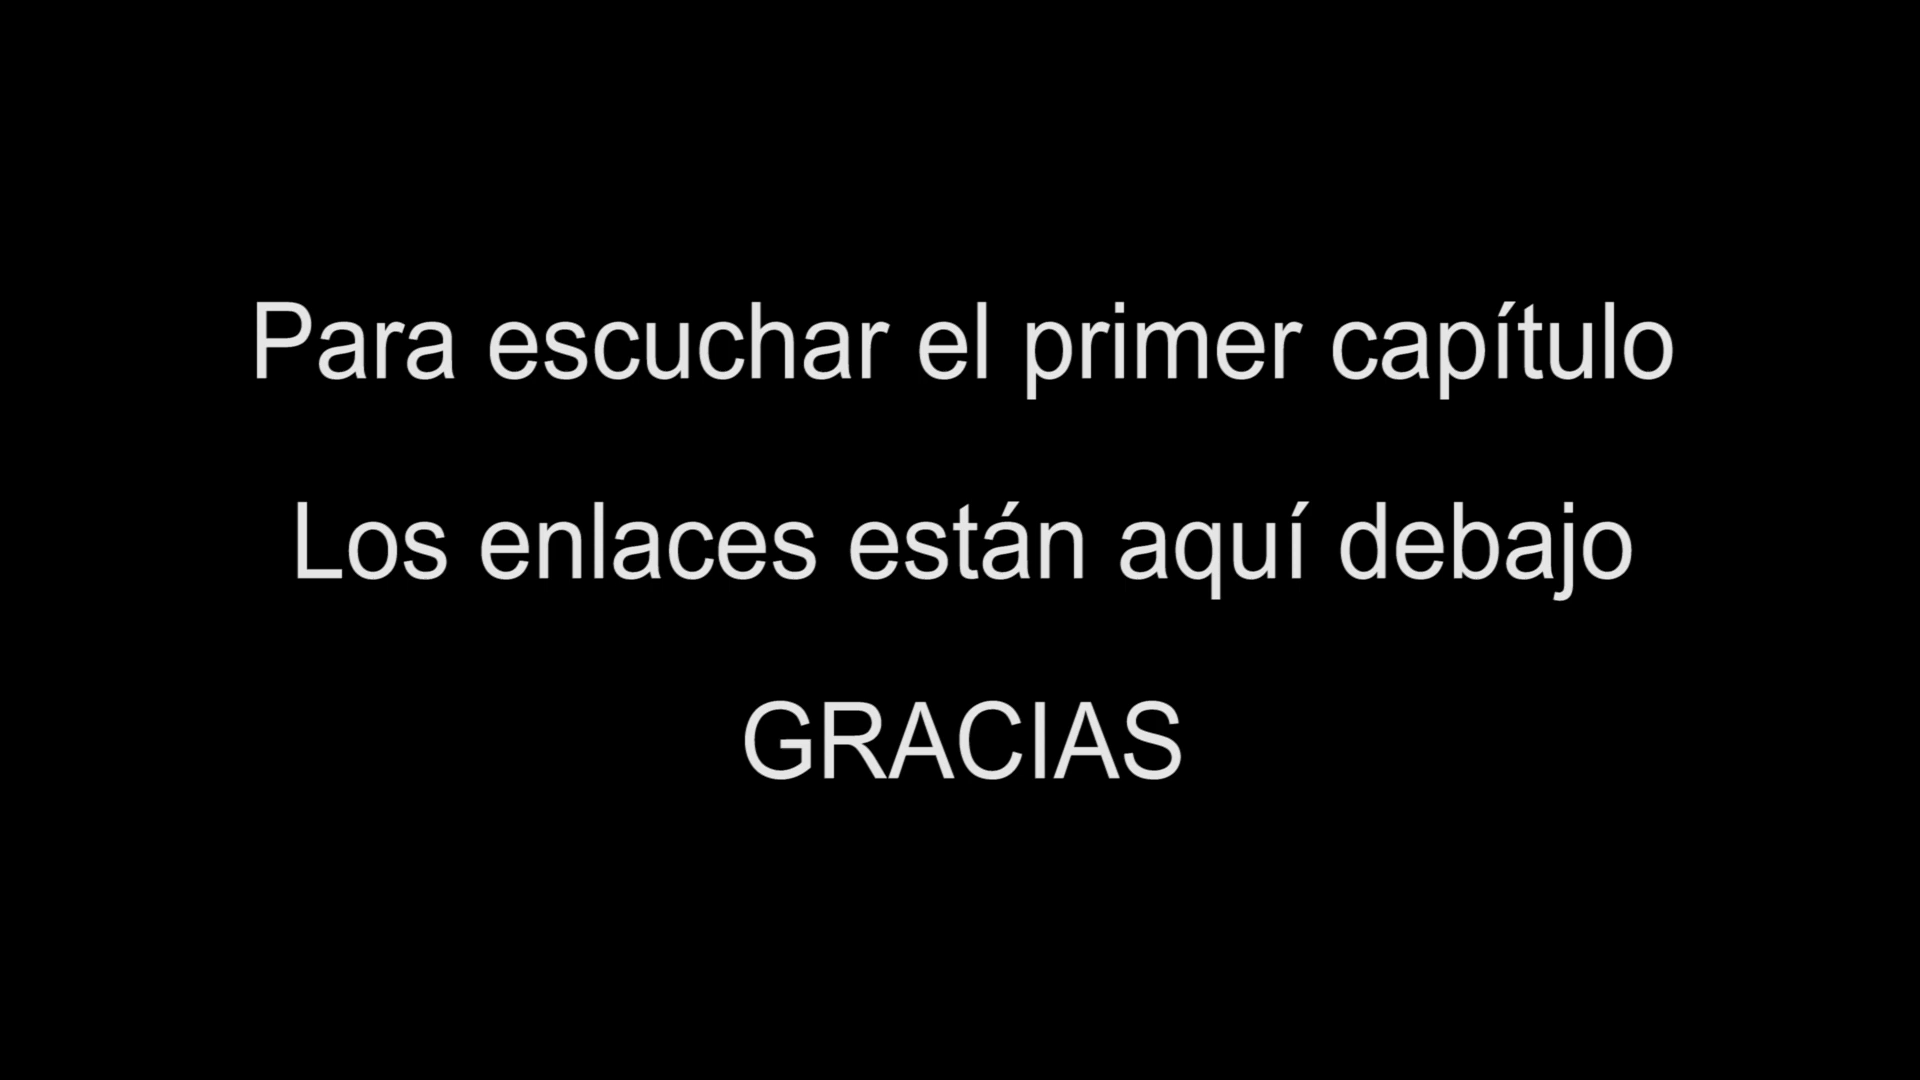 Para escuchar el primer capítulo
Los enlaces están aquí debajo
GRACIAS